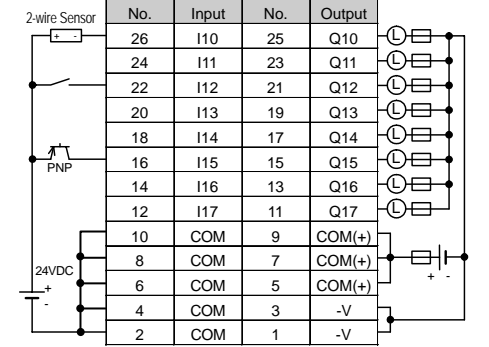 2-wire Sensor
+ -
No. Input No. Output
26 I10 25 Q10 L
24 I11 23 Q11 L
22 I12 21 Q12 L
20 I13 19 Q13 L
18 I14 17 Q14 L
PNP
16 I15 15 Q15 L
14 I16 13 Q16 L
12 I17 11 Q17 L
10 COM 9 COM(+)
8 COM 7 COM(+)
+ -
24VDC
+
-
6 COM 5 COM(+)
4 COM 3 -V
2 COM 1 -V